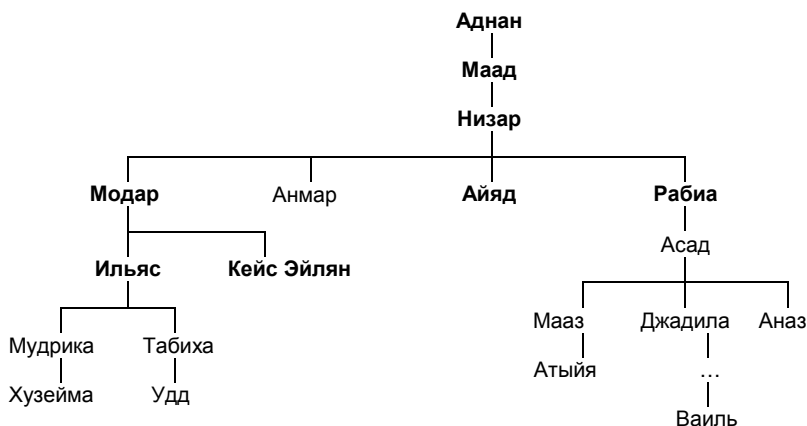 Аднан
Маад
Низар
Модар Анмар Айяд Рабиа
Асад
Ильяс Кейс Эйлян
Мааз Джадила Аназ
Мудрика Табиха
Атыйя ...
Хузейма Удд
Ваиль